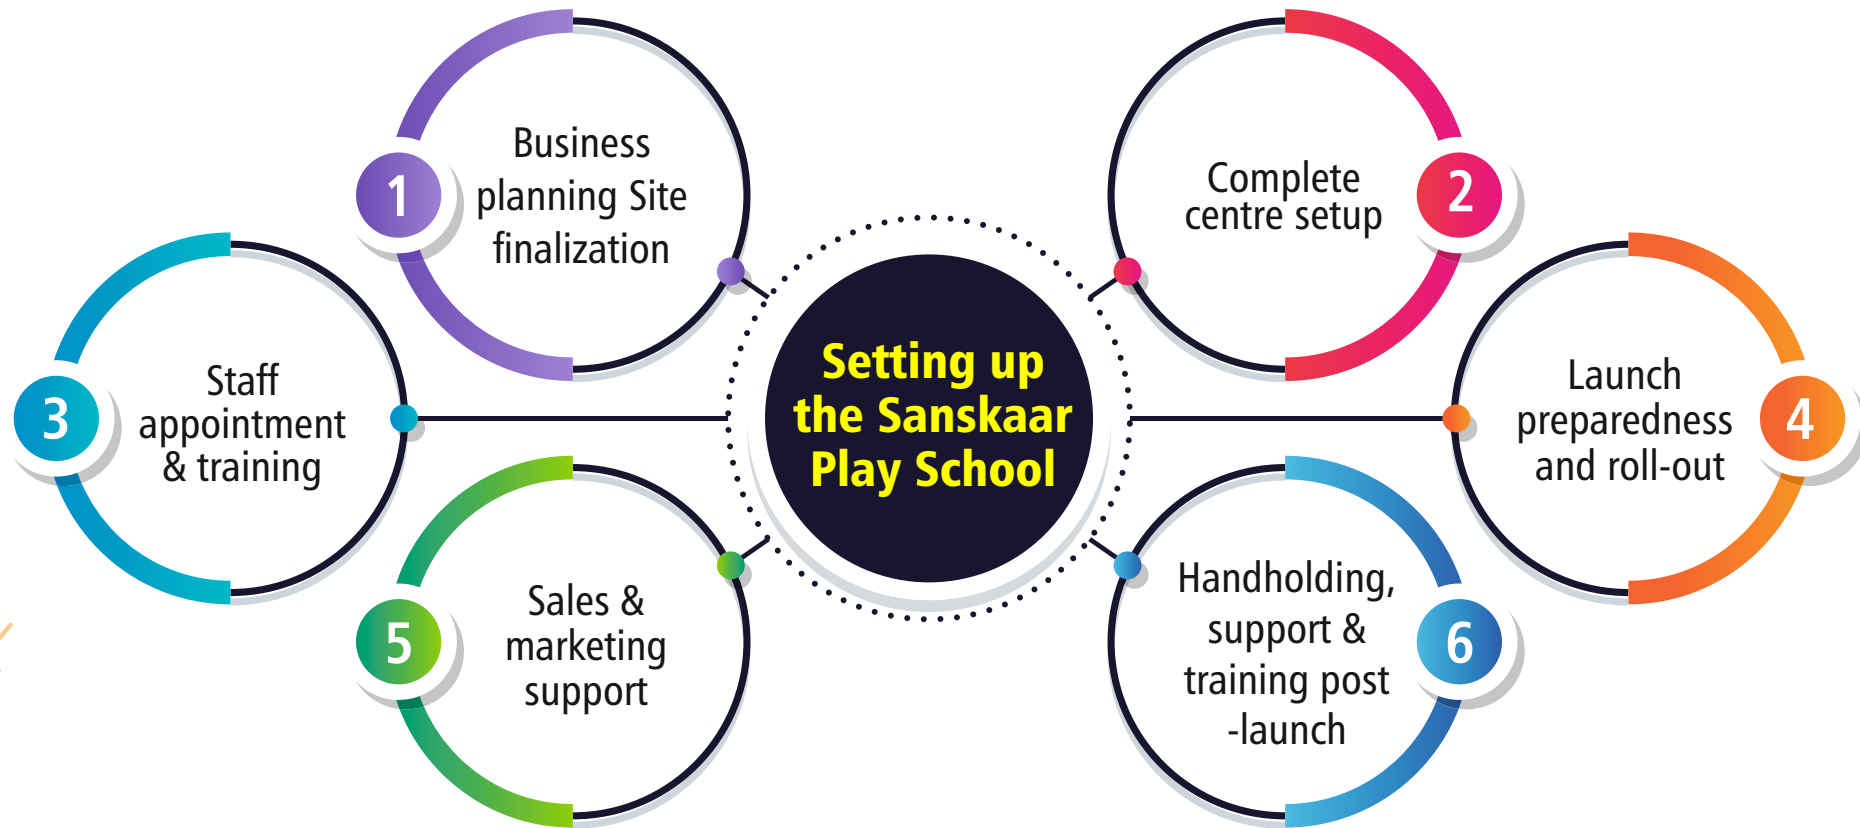 Setting up
the Sanskaar
Play School
1
Business
planning Site
finalization
2
Complete
centre setup
3
Staff
appointment
& training
4
Launch
preparedness
and roll-out
5
Sales &
marketing
support
6
Handholding,
support &
training post
-launch